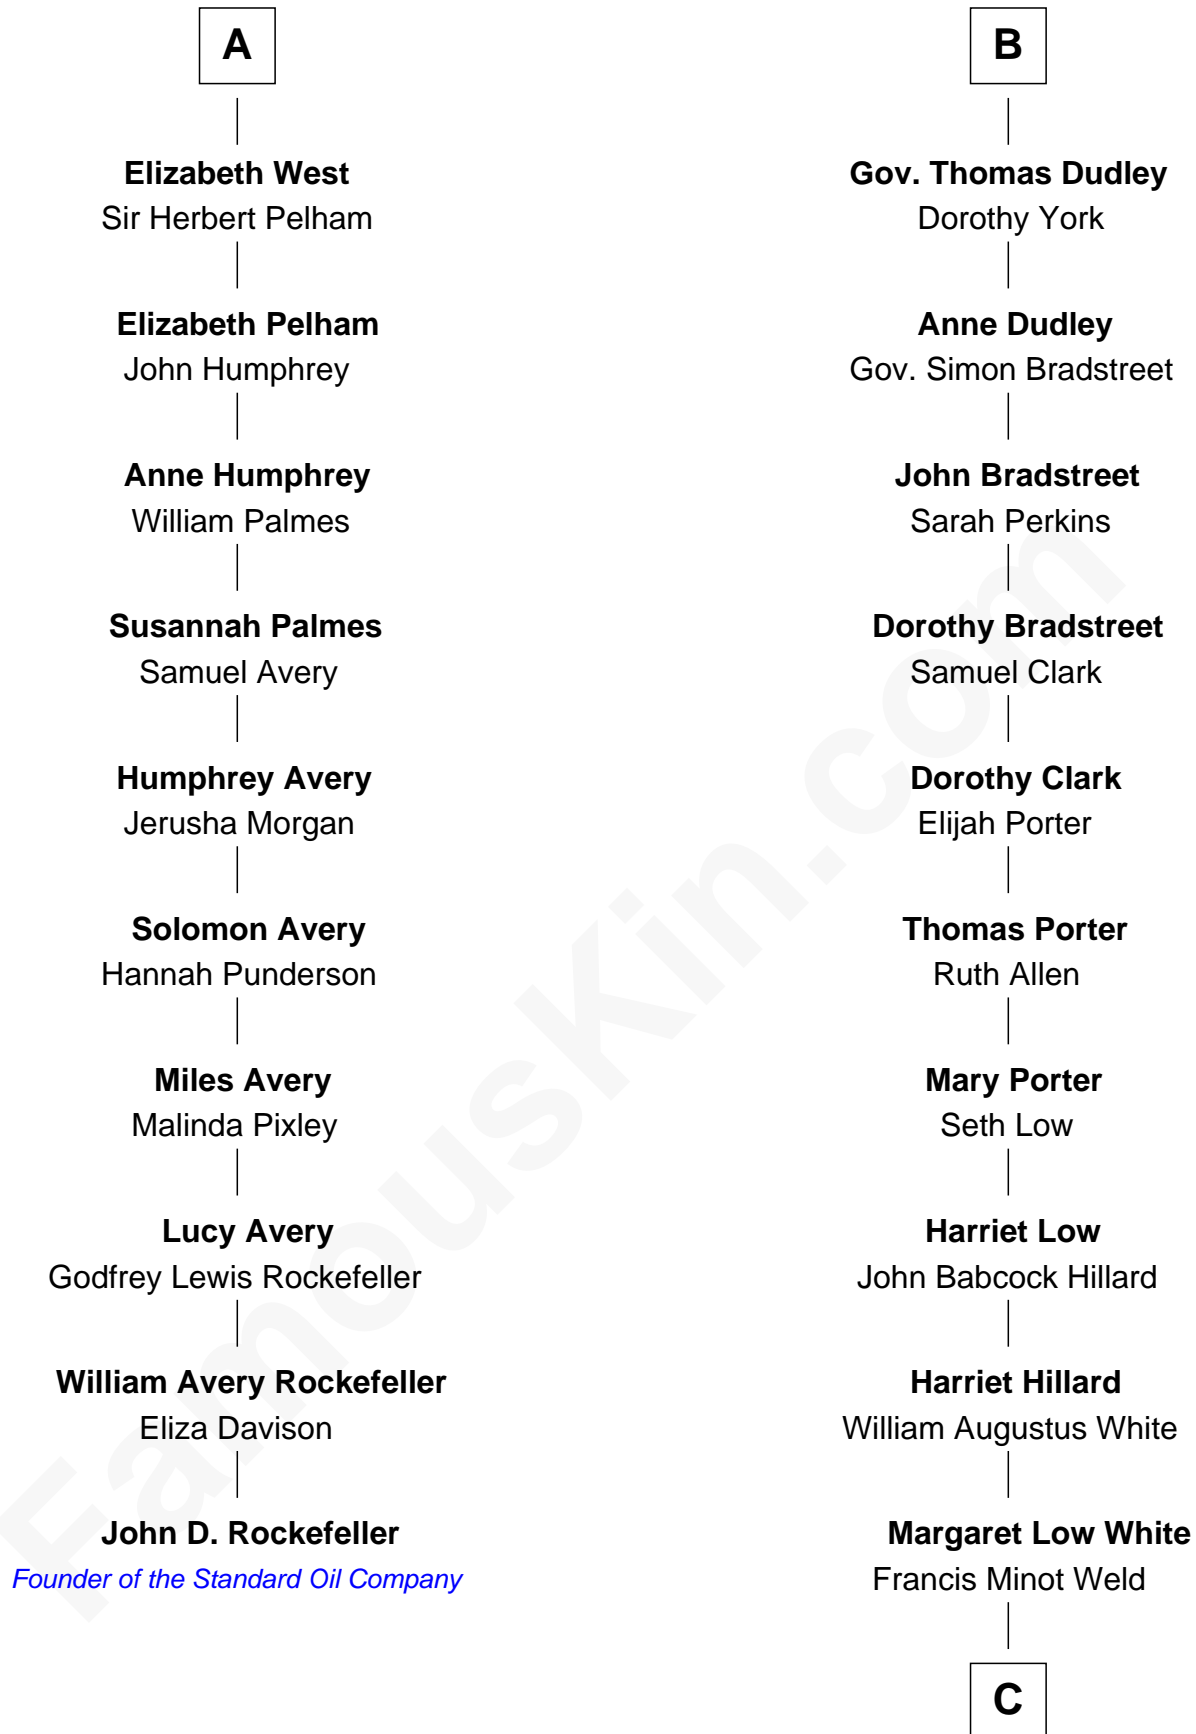 A
Elizabeth West
Sir Herbert Pelham
Elizabeth Pelham
John Humphrey
Anne Humphrey
William Palmes
Susannah Palmes
Samuel Avery
Humphrey Avery
Jerusha Morgan
Solomon Avery
Hannah Punderson
Miles Avery
Malinda Pixley
Lucy Avery
Godfrey Lewis Rockefeller
William Avery Rockefeller
Eliza Davison
John D. Rockefeller
Founder of the Standard Oil Company
B
Gov. Thomas Dudley
Dorothy York
Anne Dudley
Gov. Simon Bradstreet
John Bradstreet
Sarah Perkins
Dorothy Bradstreet
Samuel Clark
Dorothy Clark
Elijah Porter
Thomas Porter
Ruth Allen
Mary Porter
Seth Low
Harriet Low
John Babcock Hillard
Harriet Hillard
William Augustus White
Margaret Low White
Francis Minot Weld
C
FamousKin.com